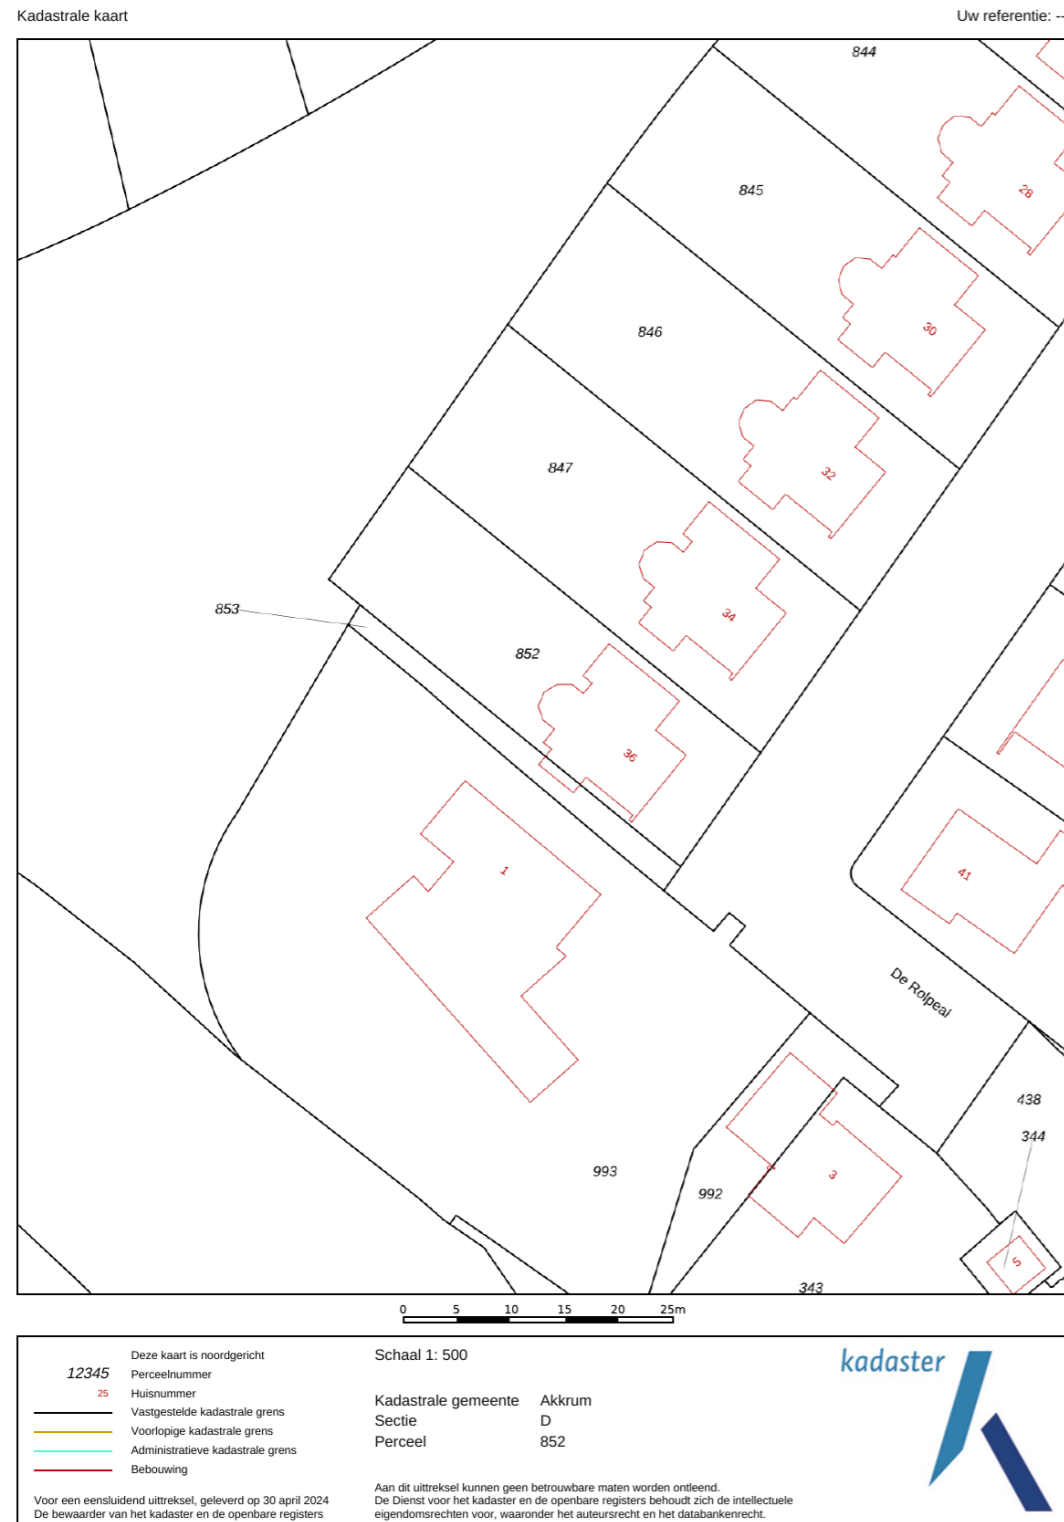 Kadastrale kaart
Uw referentie: --
844
28
845
30
846
32
847
34
853
852
36
1
41
De Rolpeal
438
344
993
992
3
5
343
0 5 10 15 20 25m
Deze kaart is noordgericht
12345 Perceelnummer
25 Huisnummer
Vastgestelde kadastrale grens
Voorlopige kadastrale grens
Administratieve kadastrale grens
Bebouwing
Voor een eensluidend uittreksel, geleverd op 30 april 2024
De bewaarder van het kadaster en de openbare registers
Schaal 1: 500
Kadastrale gemeente Akkrum
Sectie D
Perceel 852
Aan dit uittreksel kunnen geen betrouwbare maten worden ontleend.
De Dienst voor het kadaster en de openbare registers behoudt zich de intellectuele
eigendomsrechten voor, waaronder het auteursrecht en het databankenrecht.
kadaster